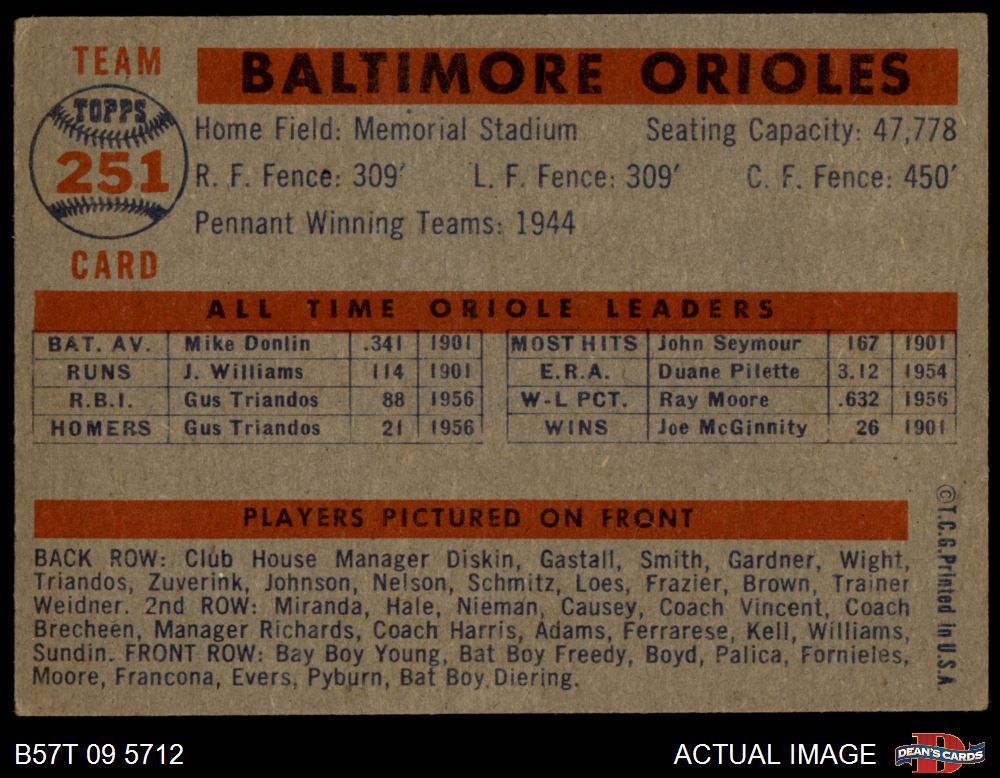 TEAM
TOPPS
251
CARD
BALTIMORE ORIOLES
Home Field: Memorial Stadium Seating Capacity: 47,778
R. F. Fence: 309′ L. F. Fence: 309′ C. F. Fence: 450′
Pennant Winning Teams: 1944
ALL TIME ORIOLE LEADERS
BAT. AV. Mike Donlin .341 1901 MOST HITS John Seymour 167 1901
RUNS J. Williams 114 1901 E.R.A. Duane Pilette 3.12 1954
R.B.I. Gus Triandos 88 1956 W-L PCT. Ray Moore .632 1956
HOMERS Gus Triandos 21 1956 WINS Joe McGinnity 26 1901
PLAYERS PICTURED ON FRONT
BACK ROW: Club House Manager Diskin, Gastall, Smith, Gardner, Wight,
Triandos, Zuverink, Johnson, Nelson, Schmitz, Loes, Frazier, Brown, Trainer
Weidner. 2nd ROW: Miranda, Hale, Nieman, Causey, Coach Vincent, Coach
Brecheen, Manager Richards, Coach Harris, Adams, Ferrarese, Kell, Williams,
Sundin. FRONT ROW: Bay Boy Young, Bat Boy Freedy, Boyd, Palica, Fornieles,
Moore, Francona, Evers, Pyburn, Bat Boy Diering.
©T.C.G. Printed in U.S.A.
B57T 09 5712
ACTUAL IMAGE
DEAN'S CARDS